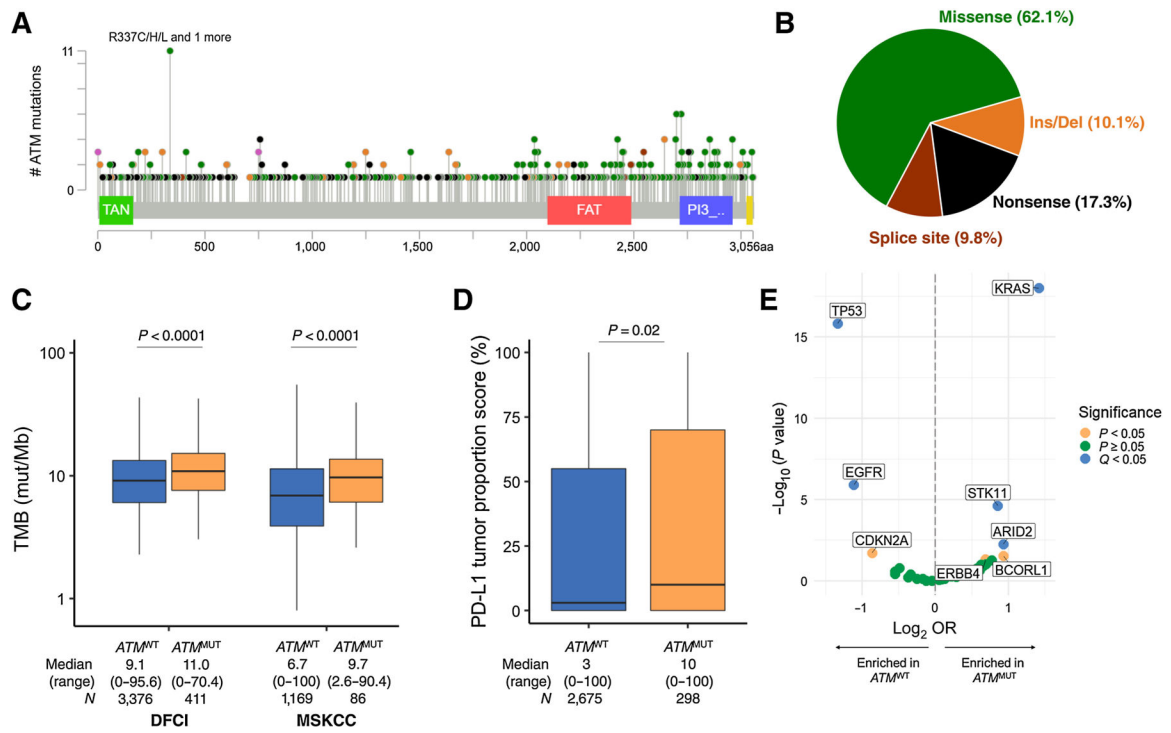 A
R337C/H/L and 1 more
11
# ATM mutations
0
TAN
FAT
PI3_..
0 500 1,000 1,500 2,000 2,500 3,056aa
B
Missense (62.1%)
Ins/Del (10.1%)
Nonsense (17.3%)
Splice site (9.8%)
C
P < 0.0001 P < 0.0001
TMB (mut/Mb)
100
10
1
ATMWT ATMMUT ATMWT ATMMUT
Median 9.1 11.0 6.7 9.7
(range) (0–95.6) (0–70.4) (0–100) (2.6–90.4)
N 3,376 411 1,169 86
DFCI MSKCC
D
P = 0.02
PD-L1 tumor proportion score (%)
100
75
50
25
0
ATMWT ATMMUT
Median 3 10
(range) (0–100) (0–100)
N 2,675 298
E
KRAS
TP53
EGFR
STK11
ARID2
CDKN2A
ERBB4
BCORL1
-Log10 (P value)
15
10
5
0
−1 0 1
Log2 OR
Enriched in Enriched in
ATMWT ATMMUT
Significance
P < 0.05
P ≥ 0.05
Q < 0.05